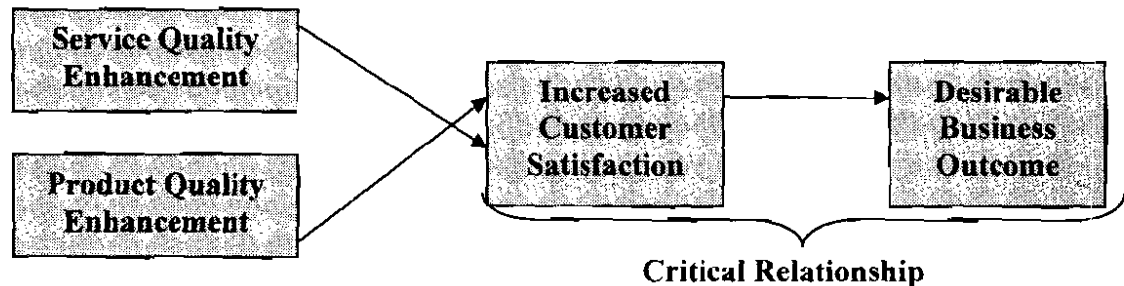 Service Quality
Enhancement
Product Quality
Enhancement
Increased
Customer
Satisfaction
Desirable
Business
Outcome
Critical Relationship